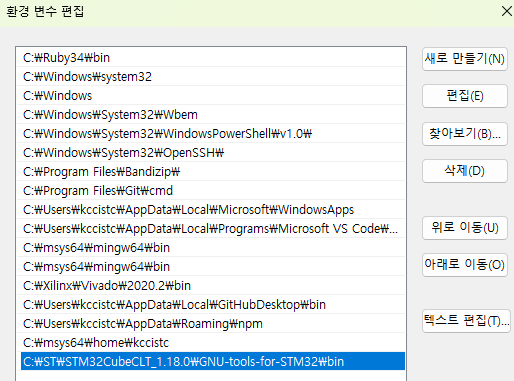 환경 변수 편집
C:₩Ruby34₩bin
C:₩Windows₩system32
C:₩Windows
C:₩Windows₩System32₩Wbem
C:₩Windows₩System32₩WindowsPowerShell₩v1.0₩
C:₩Windows₩System32₩OpenSSH₩
C:₩Program Files₩Bandizip₩
C:₩Program Files₩Git₩cmd
C:₩Users₩kccistc₩AppData₩Local₩Microsoft₩WindowsApps
C:₩Users₩kccistc₩AppData₩Local₩Programs₩Microsoft VS Code₩...
C:₩msys64₩mingw64₩bin
C:₩msys64₩mingw64₩bin
C:₩Xilinx₩Vivado₩2020.2₩bin
C:₩Users₩kccistc₩AppData₩Local₩GitHubDesktop₩bin
C:₩Users₩kccistc₩AppData₩Roaming₩npm
C:₩msys64₩home₩kccistc
C:₩ST₩STM32CubeCLT_1.18.0₩GNU-tools-for-STM32₩bin
새로 만들기(N)
편집(E)
찾아보기(B)...
삭제(D)
위로 이동(U)
아래로 이동(O)
텍스트 편집(T)...